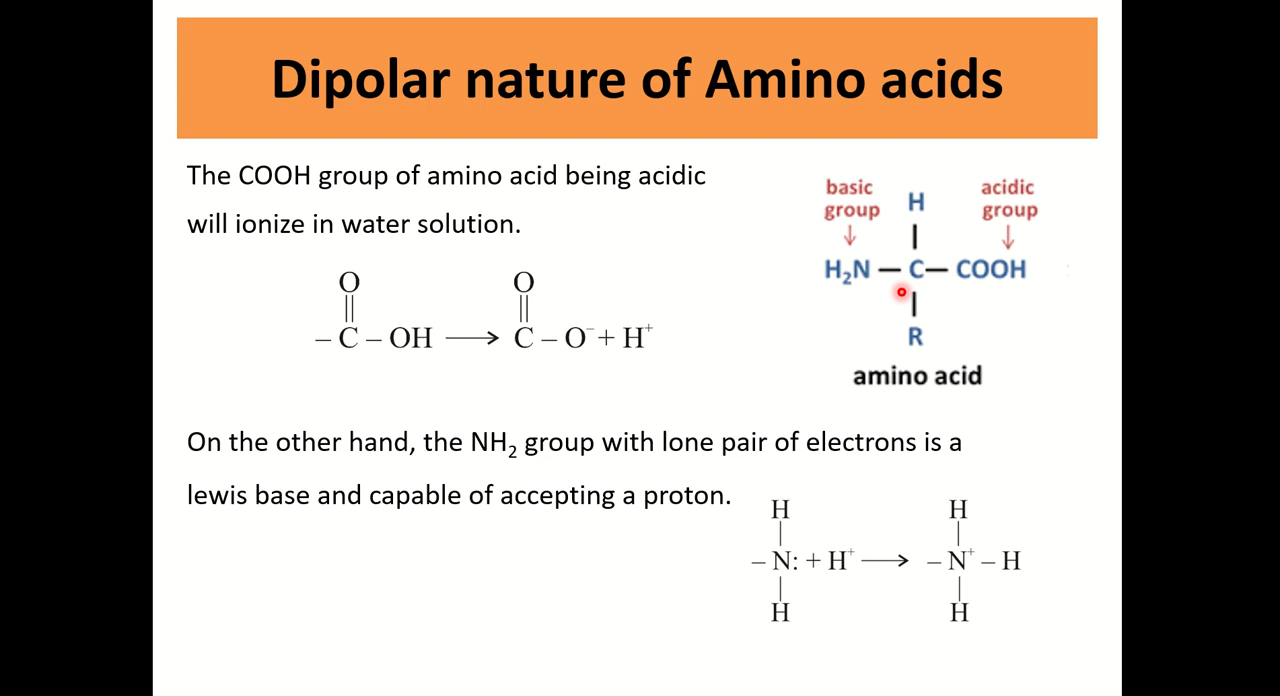 Dipolar nature of Amino acids
The COOH group of amino acid being acidic
will ionize in water solution.
O O
|| ||
– C – OH ⟶ C – O⁻ + H⁺
basic
group
acidic
group
H
↓ | ↓
H₂N — C — COOH
|
R
amino acid
On the other hand, the NH₂ group with lone pair of electrons is a
lewis base and capable of accepting a proton.
H H
| |
– N: + H⁺ ⟶ – N⁺ – H
| |
H H